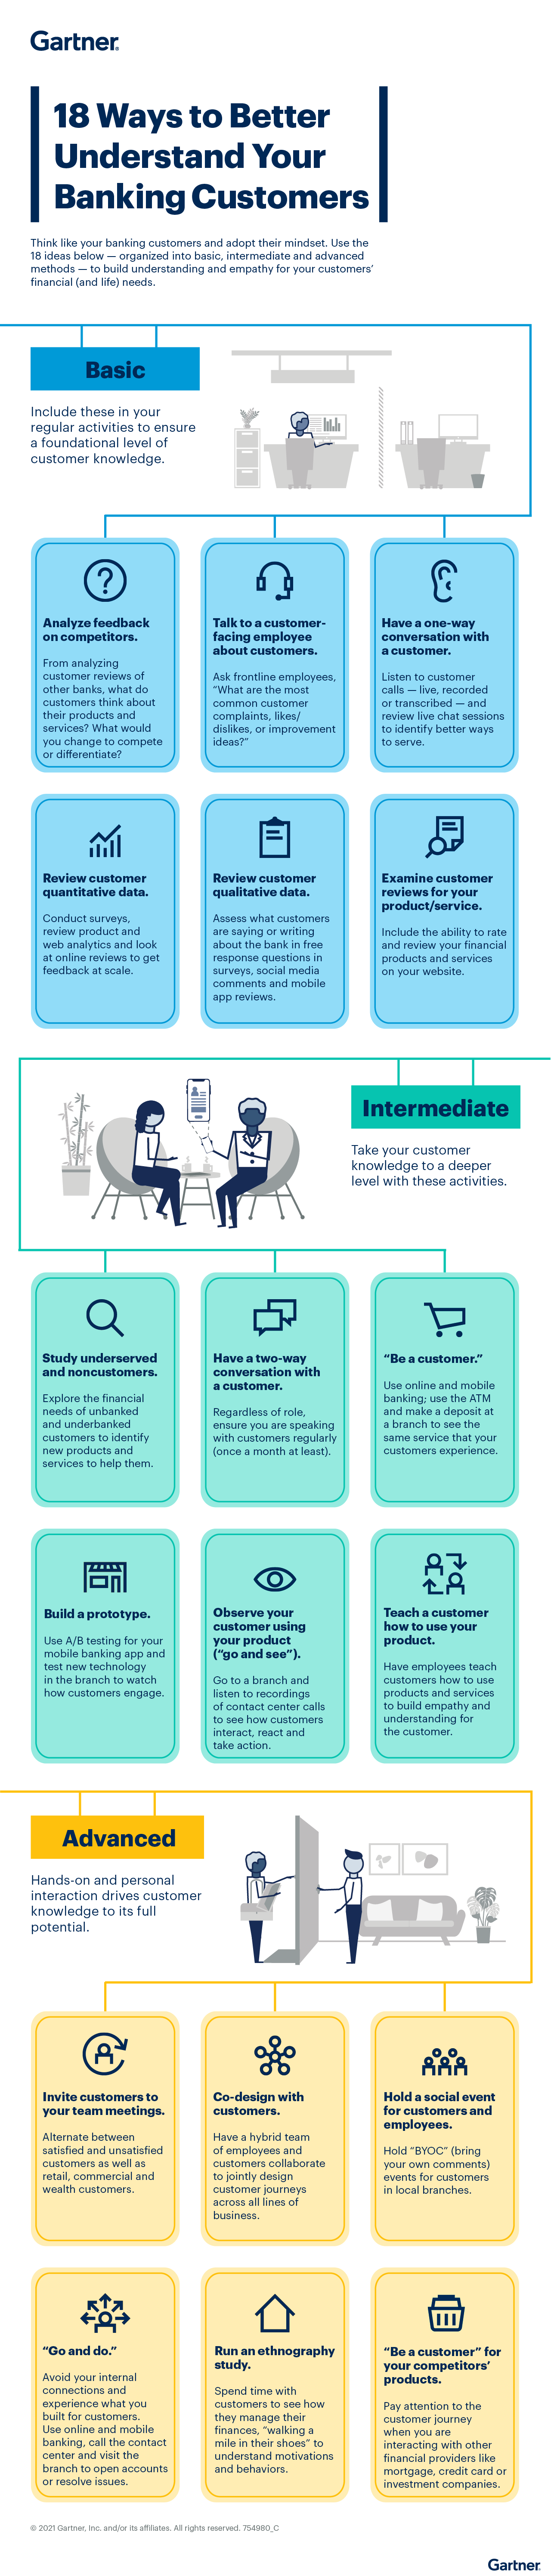 Gartner
18 Ways to Better
Understand Your
Banking Customers
Think like your banking customers and adopt their mindset. Use the
18 ideas below — organized into basic, intermediate and advanced
methods — to build understanding and empathy for your customers’
financial (and life) needs.
Basic
Include these in your
regular activities to ensure
a foundational level of
customer knowledge.
Analyze feedback
on competitors.
From analyzing
customer reviews of
other banks, what do
customers think about
their products and
services? What would
you change to compete
or differentiate?
Talk to a customer-
facing employee
about customers.
Ask frontline employees,
“What are the most
common customer
complaints, likes/
dislikes, or improvement
ideas?”
Have a one-way
conversation with
a customer.
Listen to customer
calls — live, recorded
or transcribed — and
review live chat sessions
to identify better ways
to serve.
Review customer
quantitative data.
Conduct surveys,
review product and
web analytics and look
at online reviews to get
feedback at scale.
Review customer
qualitative data.
Assess what customers
are saying or writing
about the bank in free
response questions in
surveys, social media
comments and mobile
app reviews.
Examine customer
reviews for your
product/service.
Include the ability to rate
and review your financial
products and services
on your website.
Intermediate
Take your customer
knowledge to a deeper
level with these activities.
Study underserved
and noncustomers.
Explore the financial
needs of unbanked
and underbanked
customers to identify
new products and
services to help them.
Have a two-way
conversation with
a customer.
Regardless of role,
ensure you are speaking
with customers regularly
(once a month at least).
“Be a customer.”
Use online and mobile
banking; use the ATM
and make a deposit at
a branch to see the
same service that your
customers experience.
Build a prototype.
Use A/B testing for your
mobile banking app and
test new technology
in the branch to watch
how customers engage.
Observe your
customer using
your product
(“go and see”).
Go to a branch and
listen to recordings
of contact center calls
to see how customers
interact, react and
take action.
Teach a customer
how to use your
product.
Have employees teach
customers how to use
products and services
to build empathy and
understanding for
the customer.
Advanced
Hands-on and personal
interaction drives customer
knowledge to its full
potential.
Invite customers to
your team meetings.
Alternate between
satisfied and unsatisfied
customers as well as
retail, commercial and
wealth customers.
Co-design with
customers.
Have a hybrid team
of employees and
customers collaborate
to jointly design
customer journeys
across all lines of
business.
Hold a social event
for customers and
employees.
Hold “BYOC” (bring
your own comments)
events for customers
in local branches.
“Go and do.”
Avoid your internal
connections and
experience what you
built for customers.
Use online and mobile
banking, call the contact
center and visit the
branch to open accounts
or resolve issues.
Run an ethnography
study.
Spend time with
customers to see how
they manage their
finances, “walking a
mile in their shoes” to
understand motivations
and behaviors.
“Be a customer” for
your competitors’
products.
Pay attention to the
customer journey
when you are
interacting with other
financial providers like
mortgage, credit card or
investment companies.
© 2021 Gartner, Inc. and/or its affiliates. All rights reserved. 754980_C
Gartner